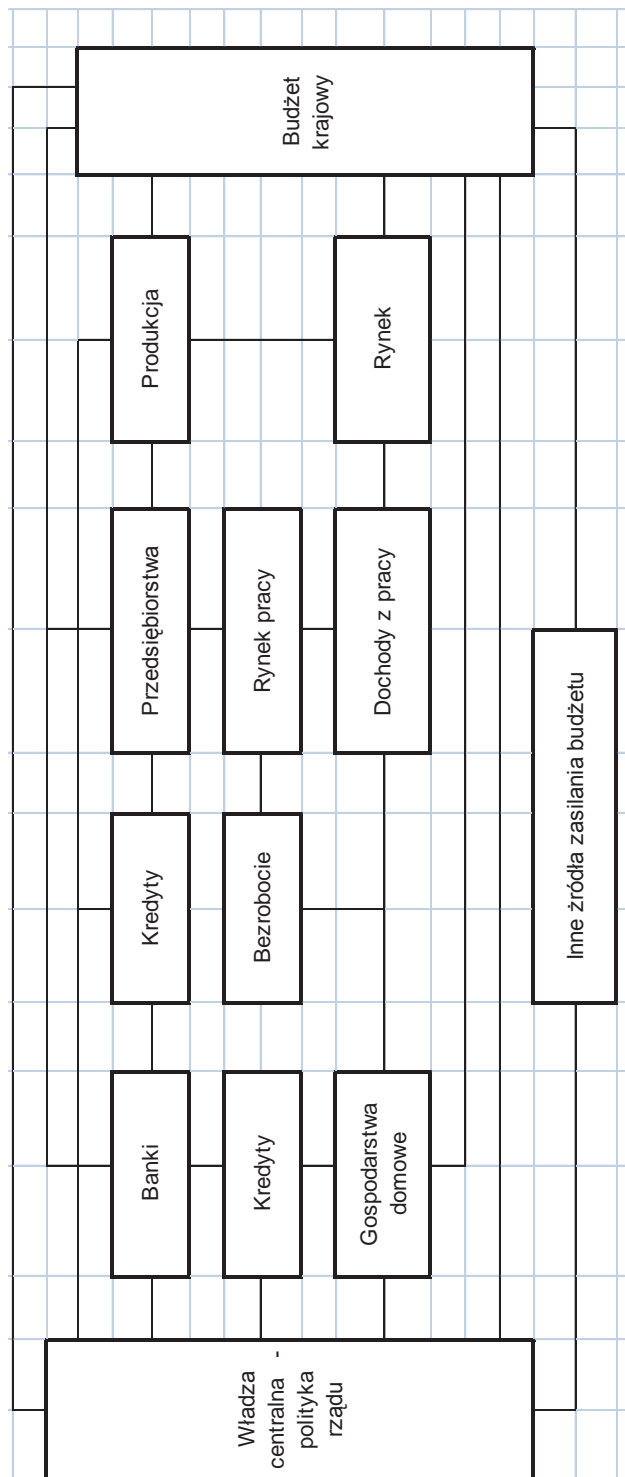 Władza
centralna -
polityka
rządu
Banki
Kredyty
Gospodarstwa
domowe
Kredyty
Bezrobocie
Przedsiębiorstwa
Rynek pracy
Dochody z pracy
Produkcja
Rynek
Inne żródła zasilania budżetu
Budżet
krajowy